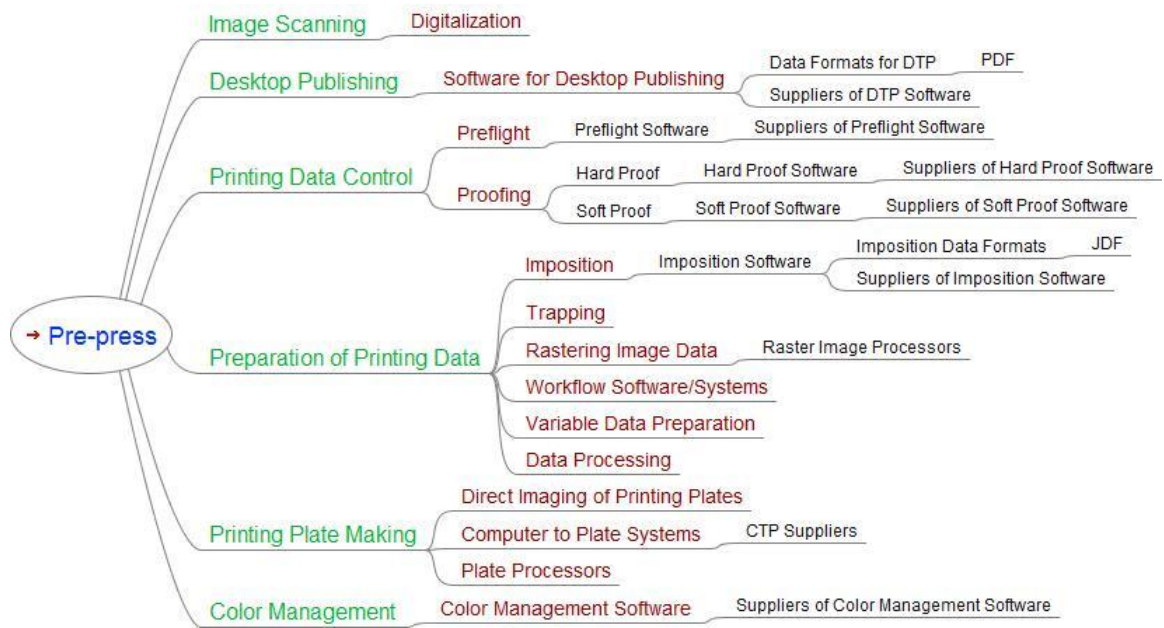 Image Scanning
Digitalization
Desktop Publishing
Software for Desktop Publishing
Data Formats for DTP
PDF
Suppliers of DTP Software
Printing Data Control
Preflight
Preflight Software
Suppliers of Preflight Software
Proofing
Hard Proof
Hard Proof Software
Suppliers of Hard Proof Software
Soft Proof
Soft Proof Software
Suppliers of Soft Proof Software
Pre-press
Preparation of Printing Data
Imposition
Imposition Software
Imposition Data Formats
JDF
Suppliers of Imposition Software
Trapping
Rastering Image Data
Raster Image Processors
Workflow Software/Systems
Variable Data Preparation
Data Processing
Printing Plate Making
Direct Imaging of Printing Plates
Computer to Plate Systems
CTP Suppliers
Plate Processors
Color Management
Color Management Software
Suppliers of Color Management Software